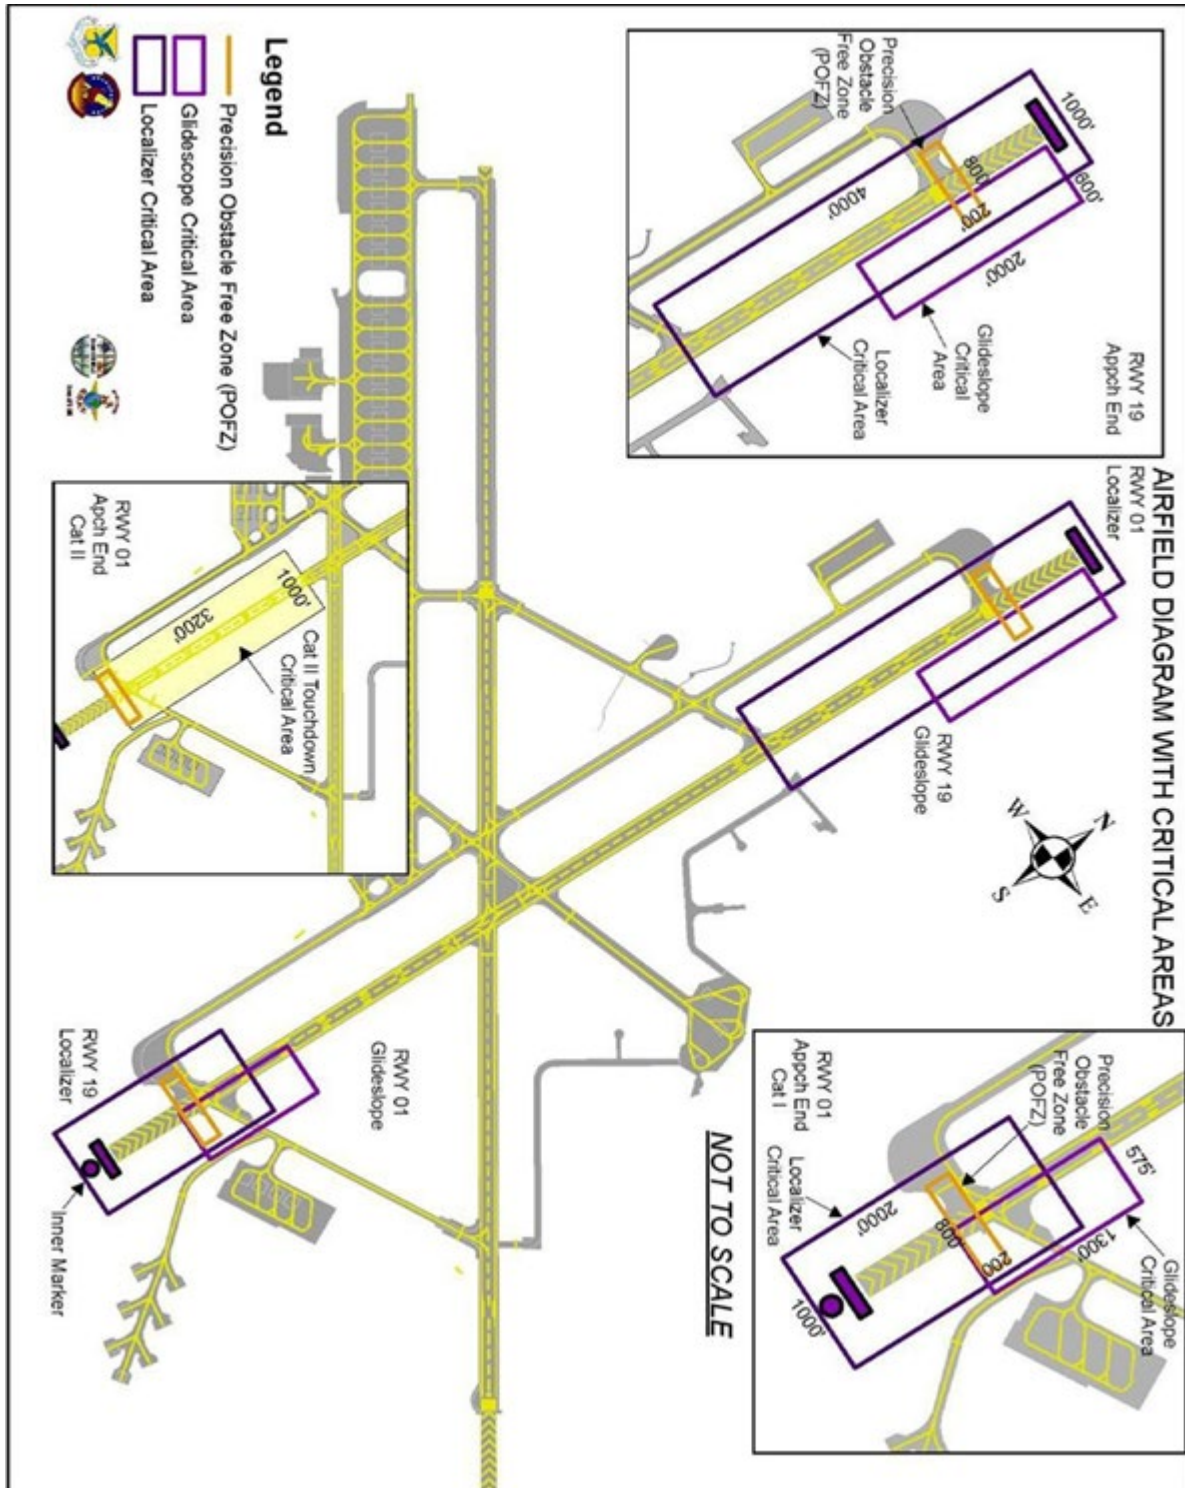 AIRFIELD DIAGRAM WITH CRITICAL AREAS
RWY 19
Appch End
1000'
600'
Precision
Obstacle
Free Zone
(POFZ)
800'
200'
4000'
2000'
Glideslope
Critical
Area
Localizer
Critical Area
RWY 01
Localizer
RWY 19
Glideslope
N
W
E
S
RWY 01
Appch End
Cat I
Precision
Obstacle
Free Zone
(POFZ)
575'
1300'
Glideslope
Critical Area
Localizer
Critical Area
2000'
800'
200'
1000'
NOT TO SCALE
RWY 01
Glideslope
RWY 19
Localizer
Inner Marker
RWY 01
Apch End
Cat II
1000'
3200'
Cat II Touchdown
Critical Area
Legend
Precision Obstacle Free Zone (POFZ)
Glidescope Critical Area
Localizer Critical Area